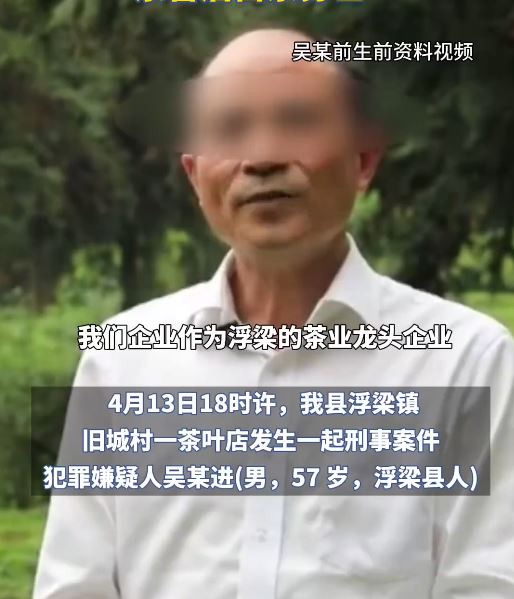 吴某前生前资料视频
我们企业作为浮梁的茶业龙头企业
4月13日18时许，我县浮梁镇
旧城村一茶叶店发生一起刑事案件
犯罪嫌疑人吴某进(男，57 岁，浮梁县人)